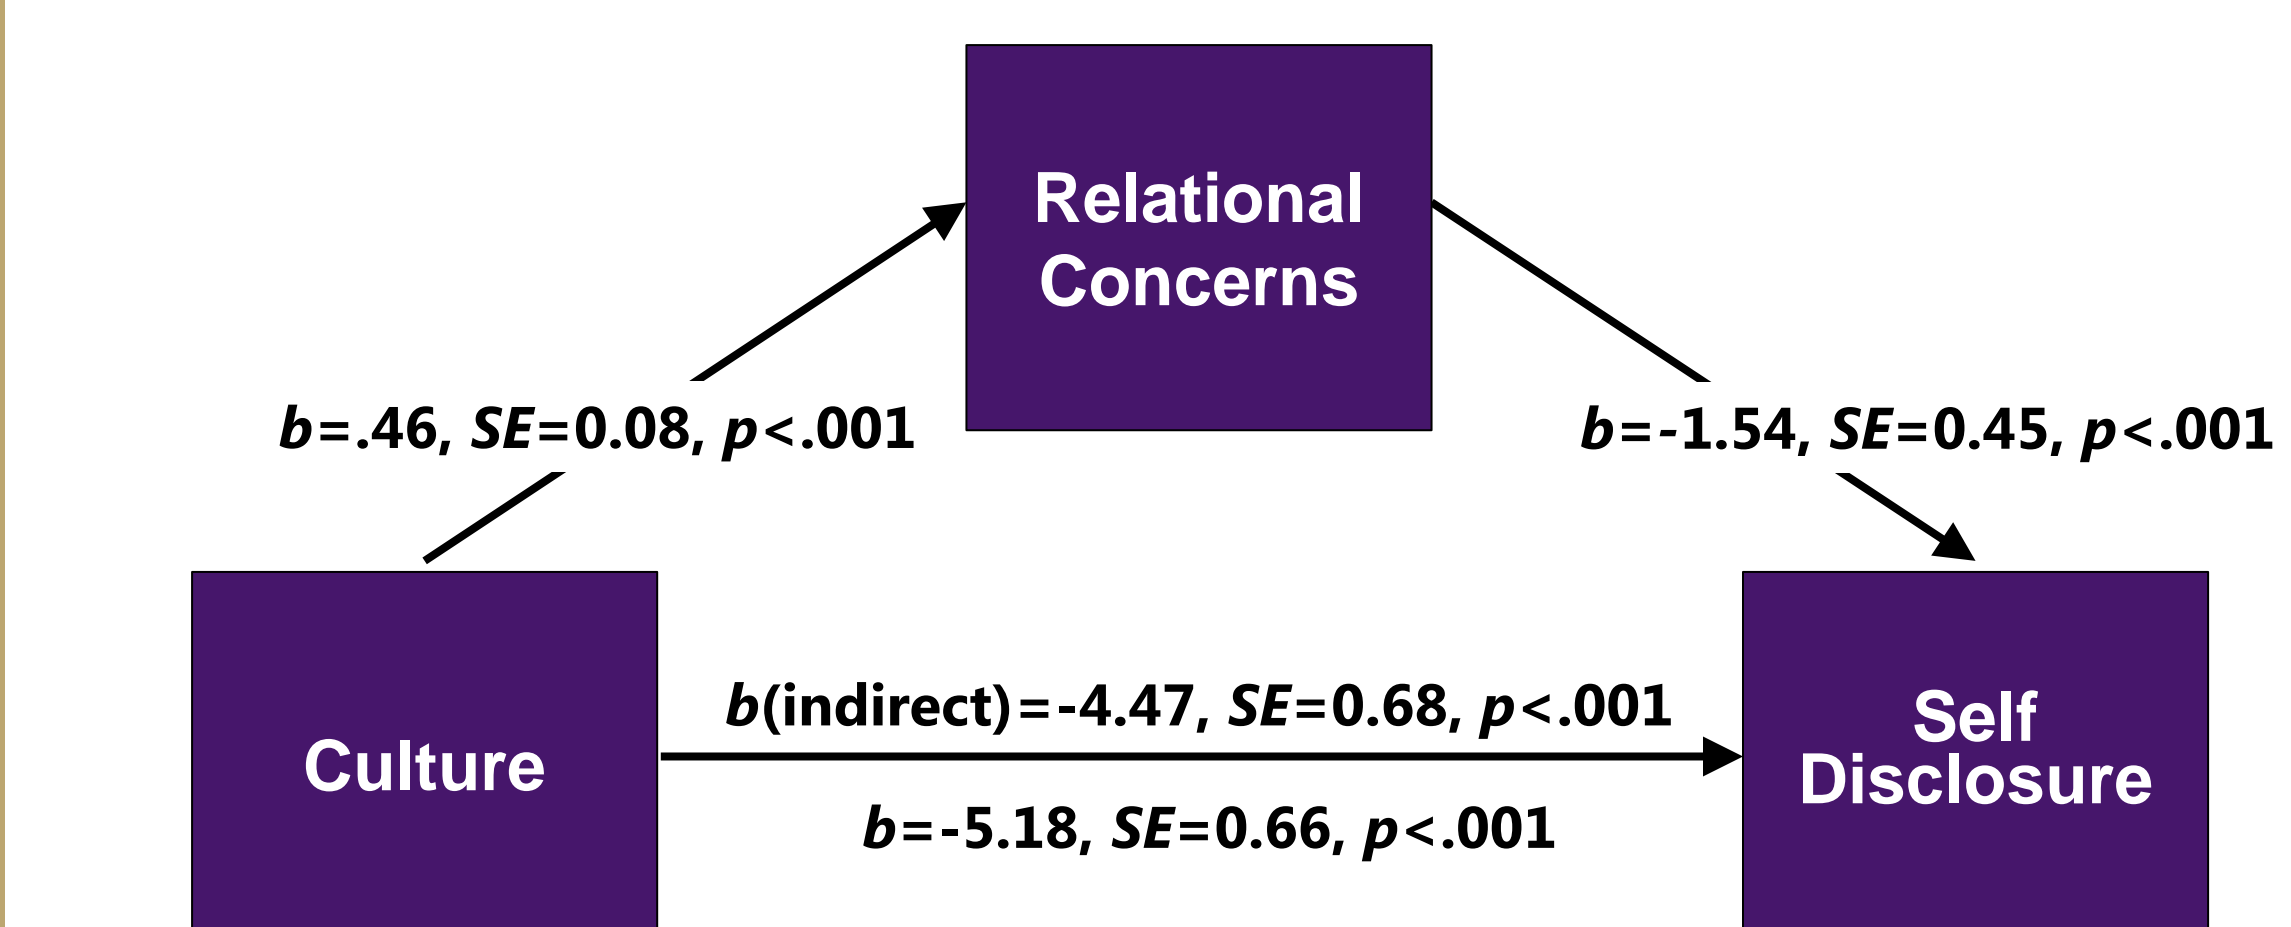 Relational
Concerns
b=.46, SE=0.08, p<.001
b=-1.54, SE=0.45, p<.001
Culture
b(indirect)=-4.47, SE=0.68, p<.001
b=-5.18, SE=0.66, p<.001
Self
Disclosure